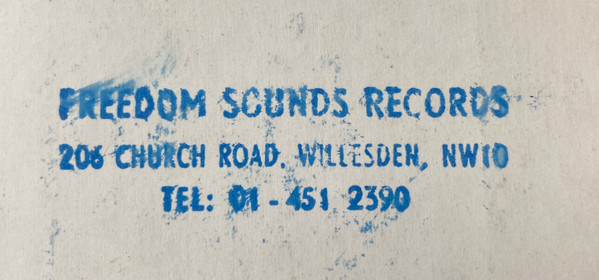 FREEDOM SOUNDS RECORDS
206 CHURCH ROAD. WILLESDEN, NW10
TEL: 01 - 451 2390